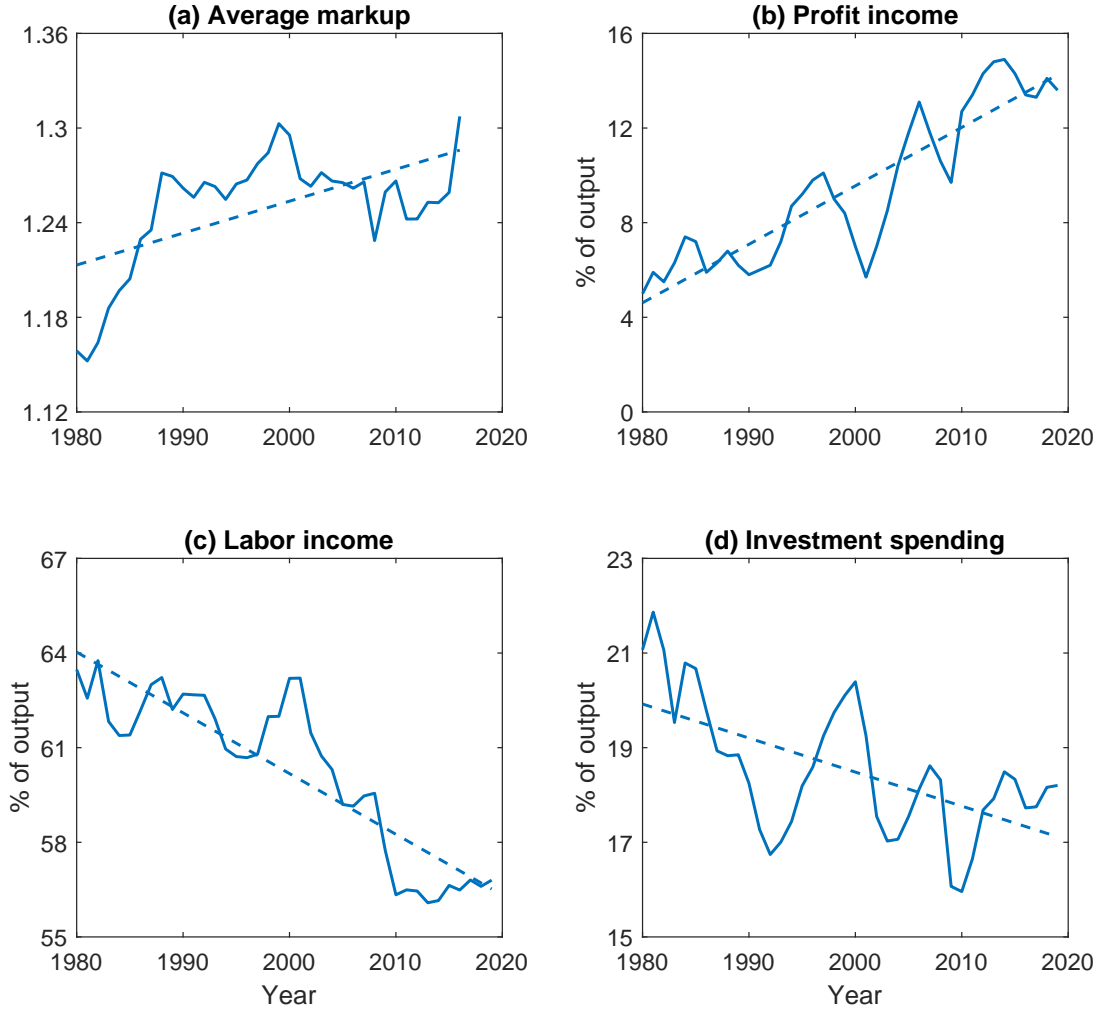 (a) Average markup
1.36
1.3
1.24
1.18
1.12
1980 1990 2000 2010 2020
(b) Profit income
% of output
16
12
8
4
0
1980 1990 2000 2010 2020
(c) Labor income
% of output
67
64
61
58
55
1980 1990 2000 2010 2020
Year
(d) Investment spending
% of output
23
21
19
17
15
1980 1990 2000 2010 2020
Year